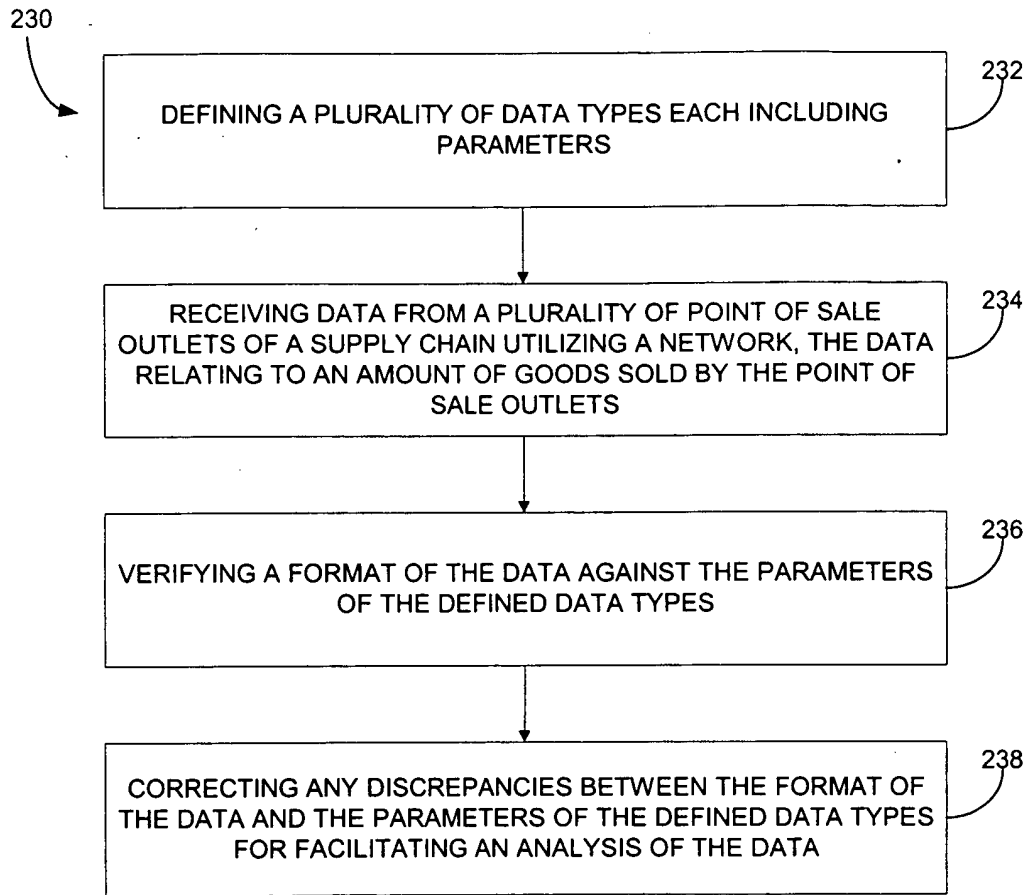 230
232
DEFINING A PLURALITY OF DATA TYPES EACH INCLUDING
PARAMETERS
234
RECEIVING DATA FROM A PLURALITY OF POINT OF SALE
OUTLETS OF A SUPPLY CHAIN UTILIZING A NETWORK, THE DATA
RELATING TO AN AMOUNT OF GOODS SOLD BY THE POINT OF
SALE OUTLETS
236
VERIFYING A FORMAT OF THE DATA AGAINST THE PARAMETERS
OF THE DEFINED DATA TYPES
238
CORRECTING ANY DISCREPANCIES BETWEEN THE FORMAT OF
THE DATA AND THE PARAMETERS OF THE DEFINED DATA TYPES
FOR FACILITATING AN ANALYSIS OF THE DATA